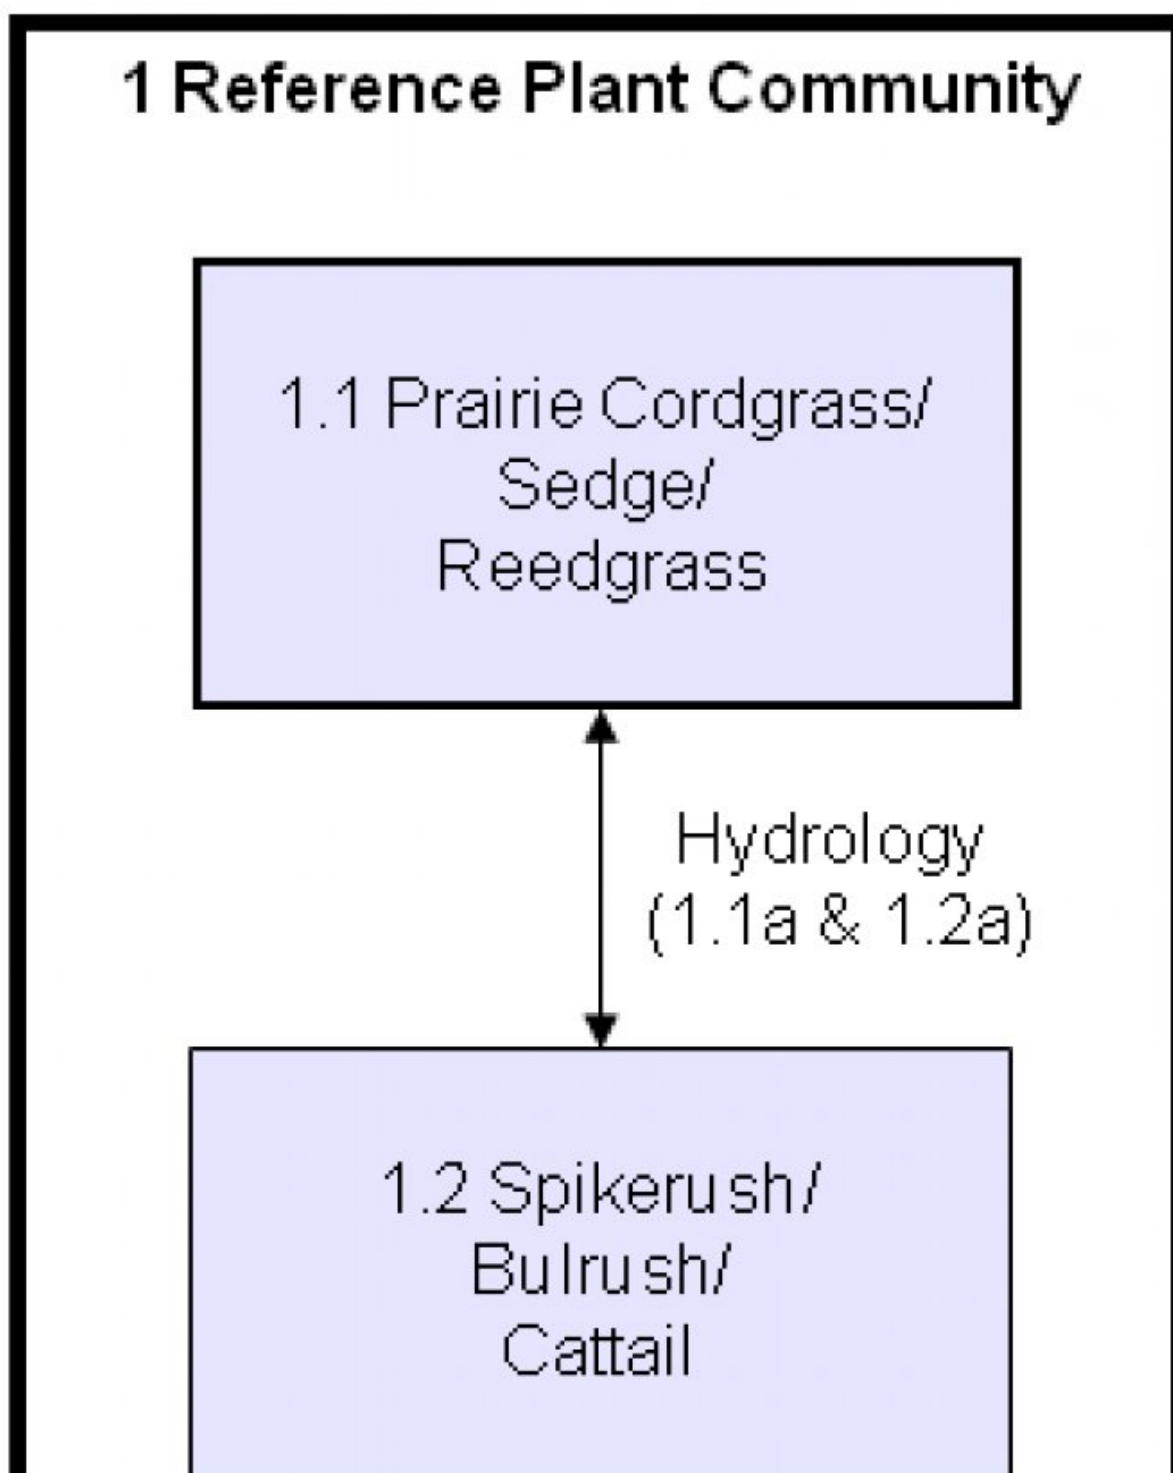 1 Reference Plant Community
1.1 Prairie Cordgrass/
Sedge/
Reedgrass
Hydrology
(1.1a & 1.2a)
1.2 Spikerush/
Bulrush/
Cattail